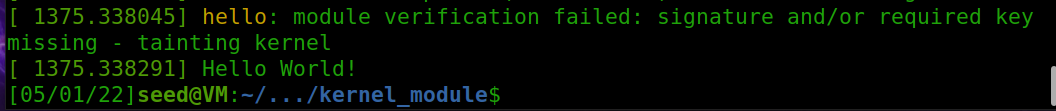 [ 1375.338045] hello: module verification failed: signature and/or required key
missing - tainting kernel
[ 1375.338291] Hello World!
[05/01/22]seed@VM:~/.../kernel_module$